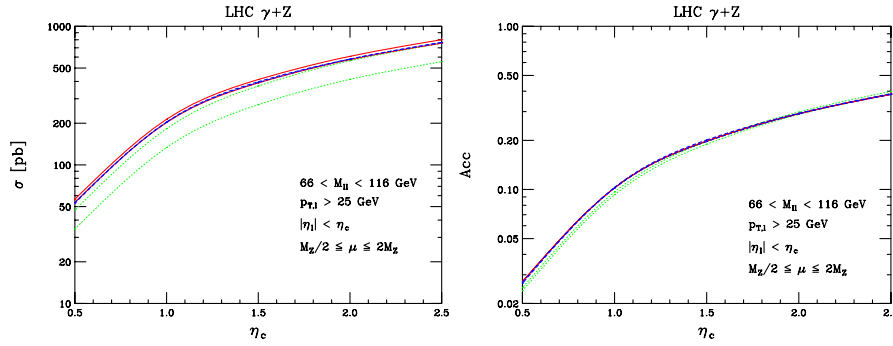 LHC γ+Z
1000
500
200
100
50
20
10
σ [pb]
66 < M_ll < 116 GeV
p_T,l > 25 GeV
|η_l| < η_c
M_Z/2 ≦ μ ≦ 2M_Z
0.5 1.0 1.5 2.0 2.5
η_c
LHC γ+Z
1.00
0.50
0.20
0.10
0.05
0.02
Acc
66 < M_ll < 116 GeV
p_T,l > 25 GeV
|η_l| < η_c
M_Z/2 ≦ μ ≦ 2M_Z
0.5 1.0 1.5 2.0 2.
η_c